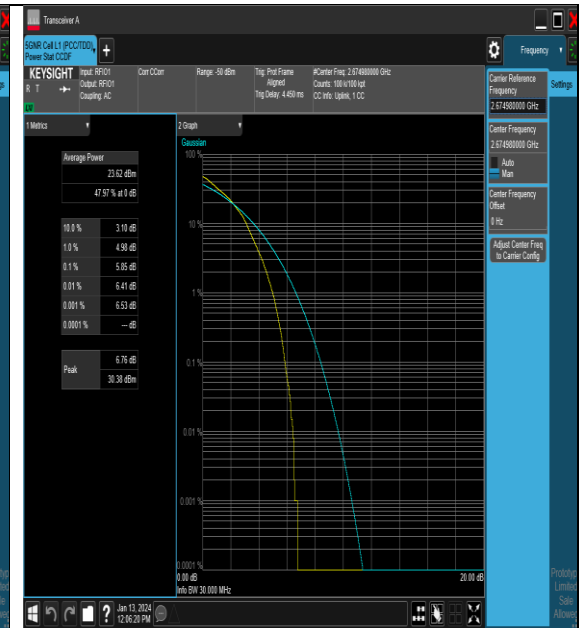 Transceiver A
5GNR Cell L1 (PCC/TDD),
Power Stat CCDF
Frequency
KEYSIGHT
R T
LV
Input: RFIO1
Output: RFIO1
Coupling: AC
Corr CCorr
Range: -50 dBm
Trig: Prot Frame
Aligned
Trig Delay: 4.450 ms
#Center Freq: 2.674980000 GHz
Counts: 100 k/100 kpt
CC Info: Uplink, 1 CC
Carrier Reference
Frequency
2.674980000 GHz
Settings
Center Frequency
2.674980000 GHz
Auto
Man
Center Frequency
Offset
0 Hz
Adjust Center Freq
to Carrier Config
1 Metrics
Average Power
23.62 dBm
47.97 % at 0 dB
10.0 % 3.10 dB
1.0 % 4.98 dB
0.1 % 5.85 dB
0.01 % 6.41 dB
0.001 % 6.53 dB
0.0001 % --- dB
Peak
6.76 dB
30.38 dBm
2 Graph
Gaussian
100 %
10 %
1 %
0.1 %
0.01 %
0.001 %
0.0001 %
0.00 dB
20.00 dB
Info BW 30.000 MHz
Jan 13, 2024
12:06:20 PM